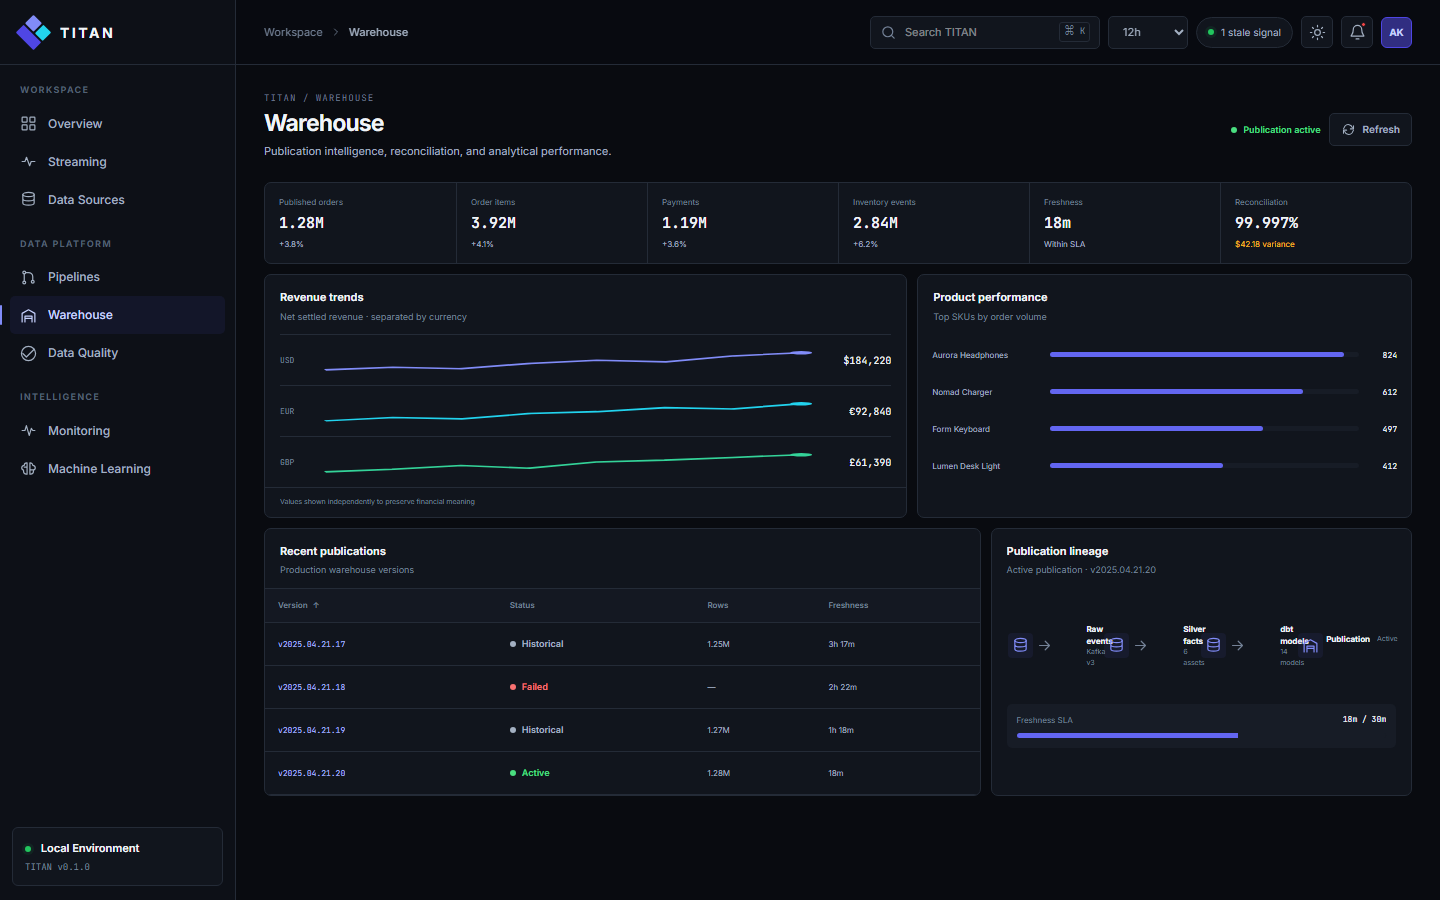 TITAN
Workspace > Warehouse
Search TITAN
⌘ K
12h
1 stale signal
AK
WORKSPACE
Overview
Streaming
Data Sources
DATA PLATFORM
Pipelines
Warehouse
Data Quality
INTELLIGENCE
Monitoring
Machine Learning
Local Environment
TITAN v0.1.0
TITAN / WAREHOUSE
Warehouse
Publication intelligence, reconciliation, and analytical performance.
Publication active
Refresh
Published orders
1.28M
+3.8%
Order items
3.92M
+4.1%
Payments
1.19M
+3.6%
Inventory events
2.84M
+6.2%
Freshness
18m
Within SLA
Reconciliation
99.997%
$42.18 variance
Revenue trends
Net settled revenue · separated by currency
USD $184,220
EUR €92,840
GBP £61,390
Values shown independently to preserve financial meaning
Product performance
Top SKUs by order volume
Aurora Headphones 824
Nomad Charger 612
Form Keyboard 497
Lumen Desk Light 412
Recent publications
Production warehouse versions
Version ↑ Status Rows Freshness
v2025.04.21.17 Historical 1.25M 3h 17m
v2025.04.21.18 Failed — 2h 22m
v2025.04.21.19 Historical 1.27M 1h 18m
v2025.04.21.20 Active 1.28M 18m
Publication lineage
Active publication · v2025.04.21.20
Raw
events
Kafka
v3
Silver
facts
6
assets
dbt
models
14
models
Publication Active
Freshness SLA 18m / 30m